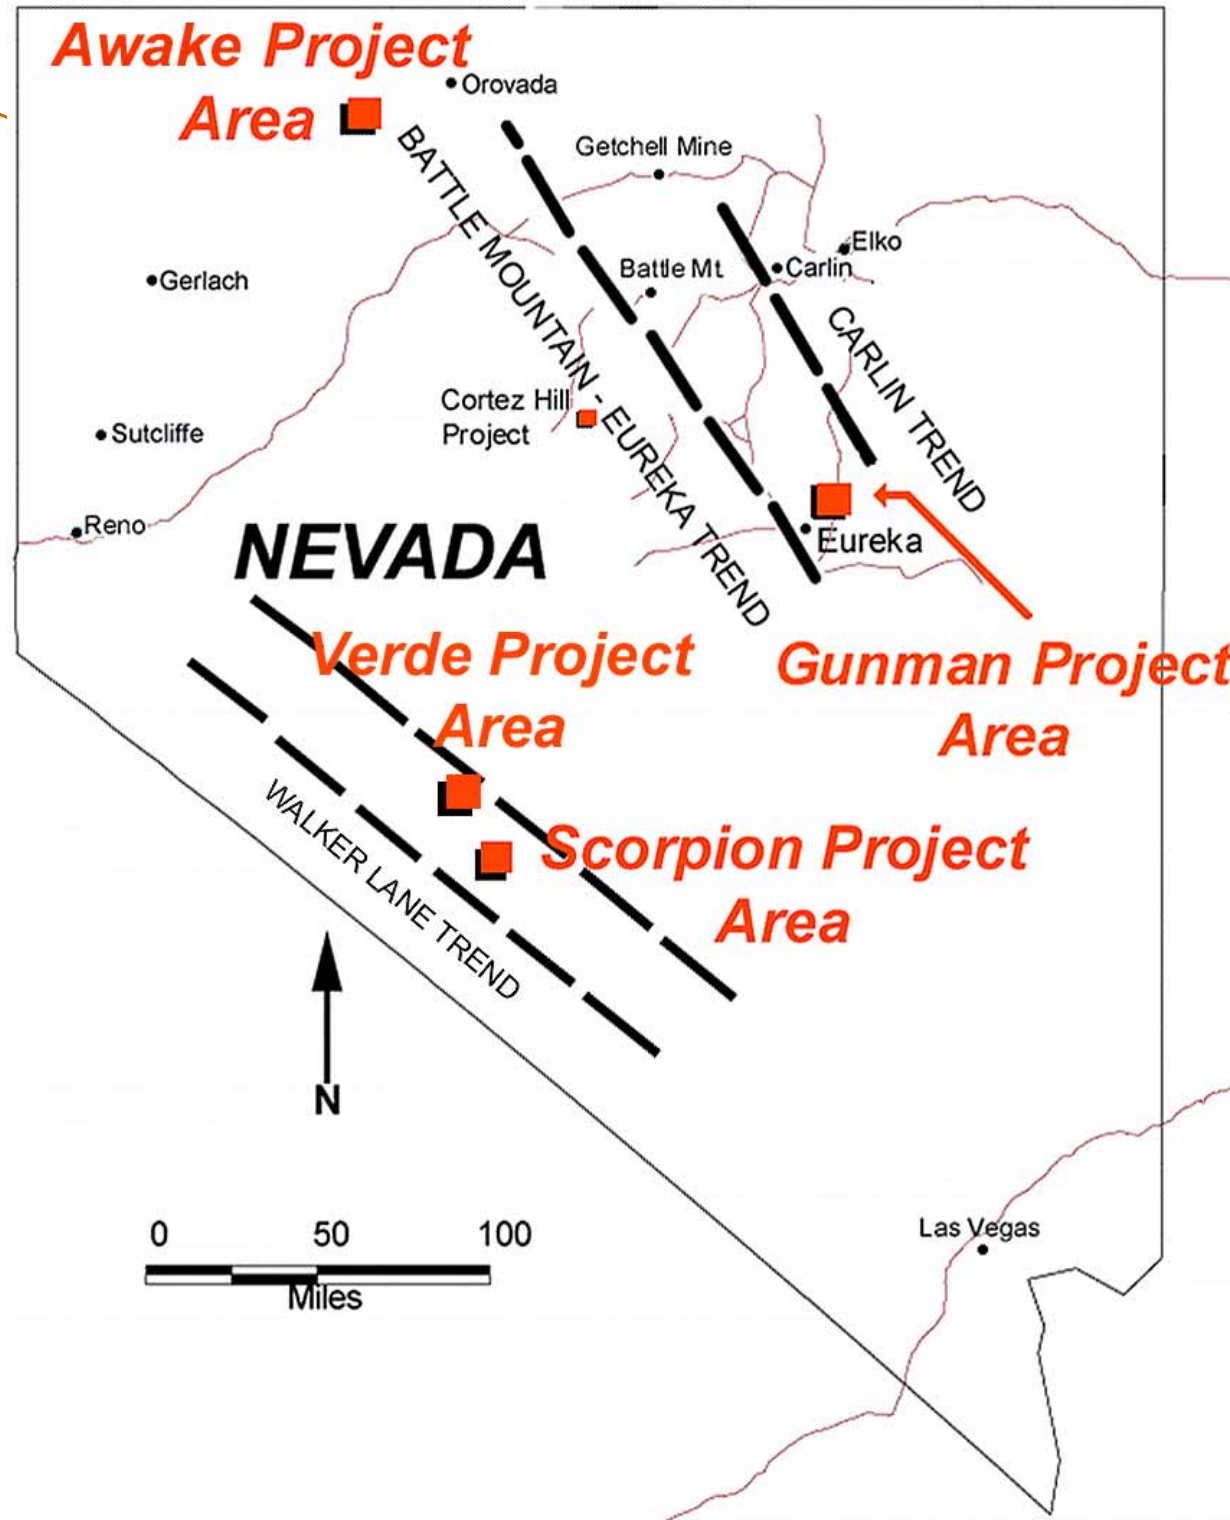 Awake Project
Area
Orovada
BATTLE MOUNTAIN - EUREKA TREND
Getchell Mine
Elko
Battle Mt.
Carlin
Gerlach
CARLIN TREND
Cortez Hill
Project
Sutcliffe
Reno
Eureka
NEVADA
Verde Project
Area
Gunman Project
Area
WALKER LANE TREND
Scorpion Project
Area
N
0 50 100
Miles
Las Vegas